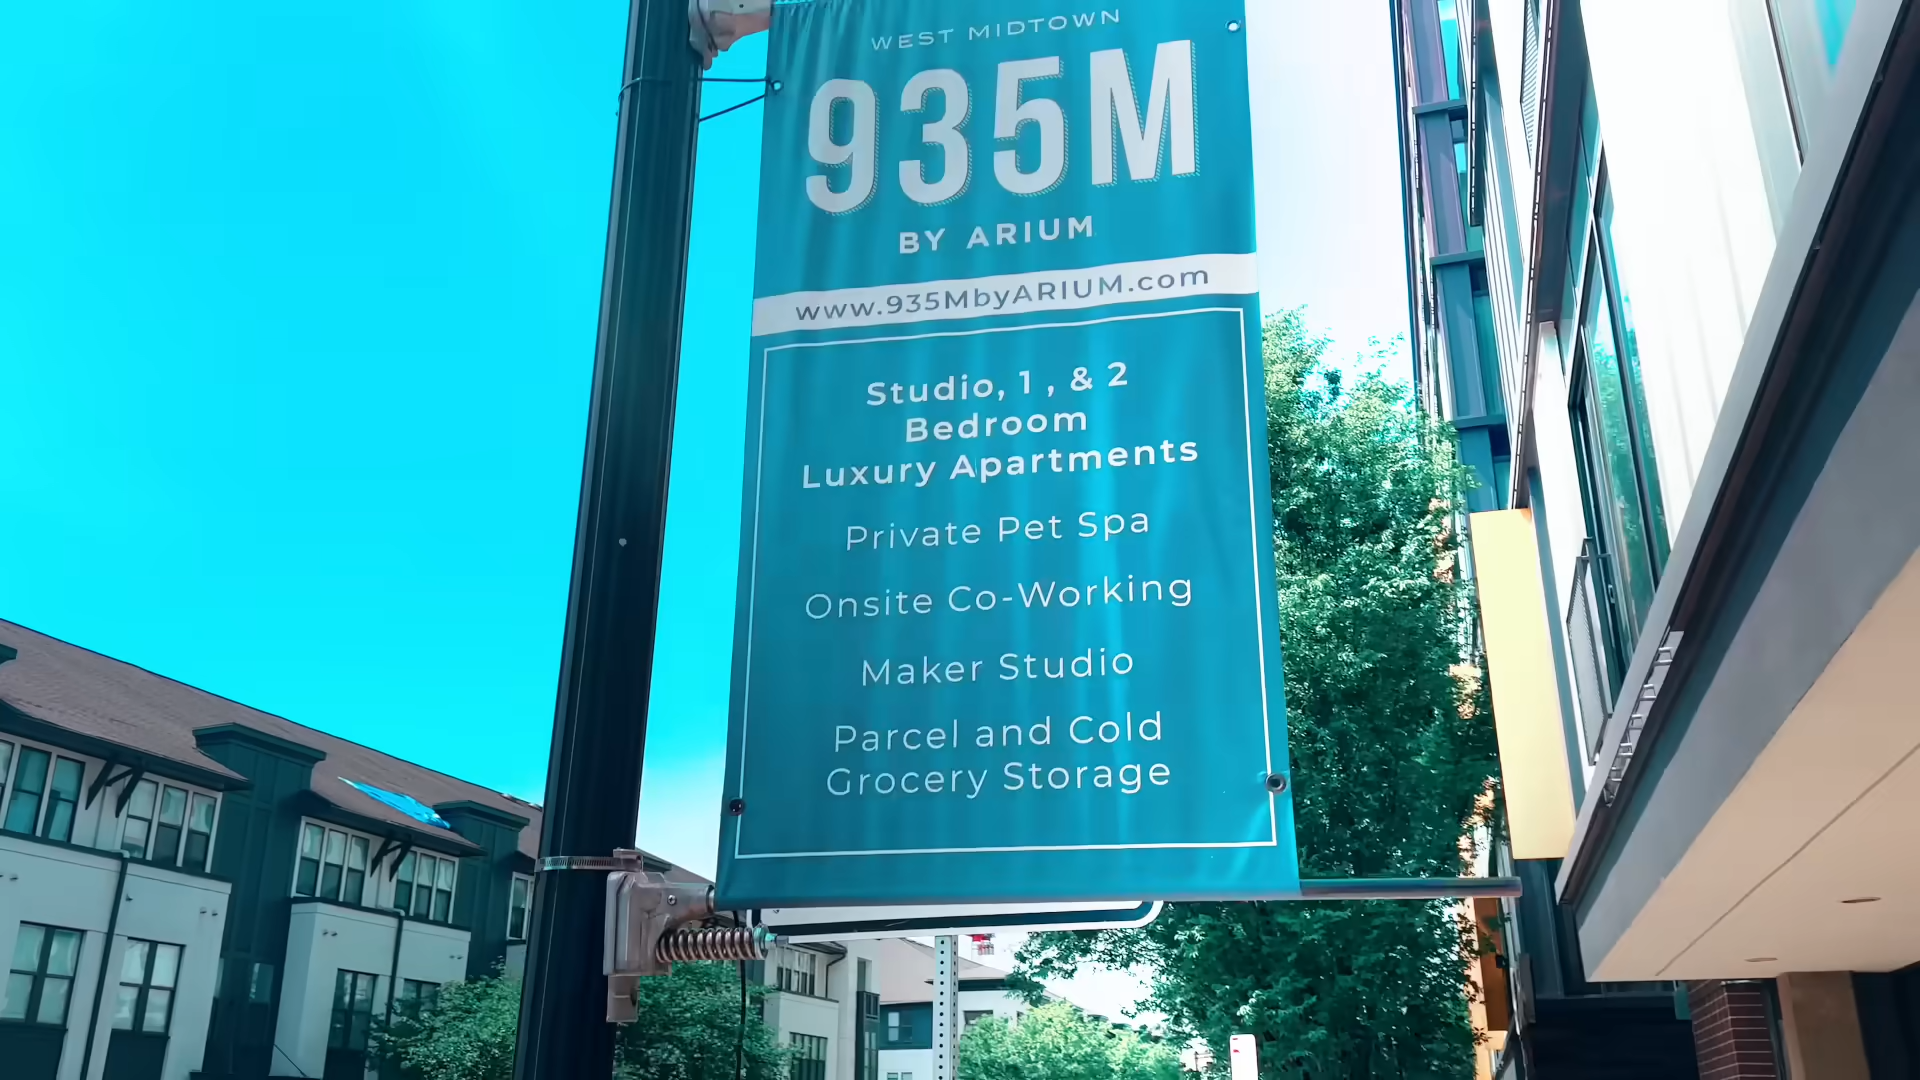 WEST MIDTOWN
935M
BY ARIUM
www.935MbyARIUM.com
Studio, 1 , & 2
Bedroom
Luxury Apartments
Private Pet Spa
Onsite Co-Working
Maker Studio
Parcel and Cold
Grocery Storage